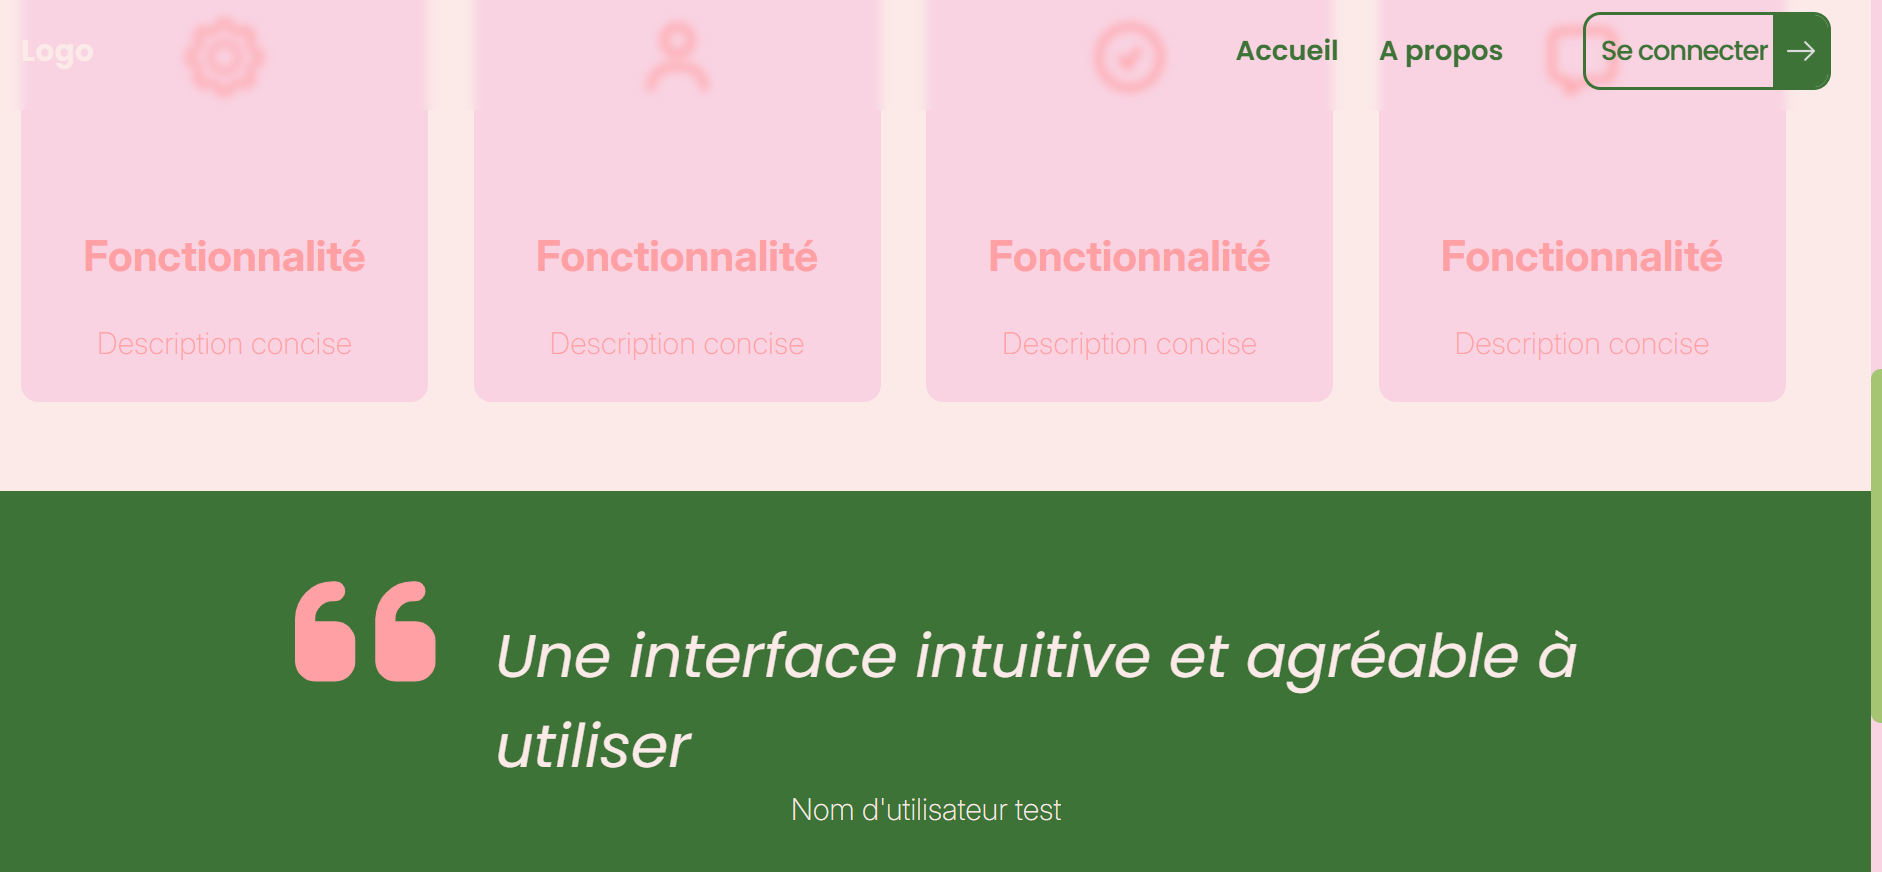 Logo
Accueil
A propos
Se connecter
Fonctionnalité
Fonctionnalité
Fonctionnalité
Fonctionnalité
Description concise
Description concise
Description concise
Description concise
Une interface intuitive et agréable à
utiliser
Nom d'utilisateur test